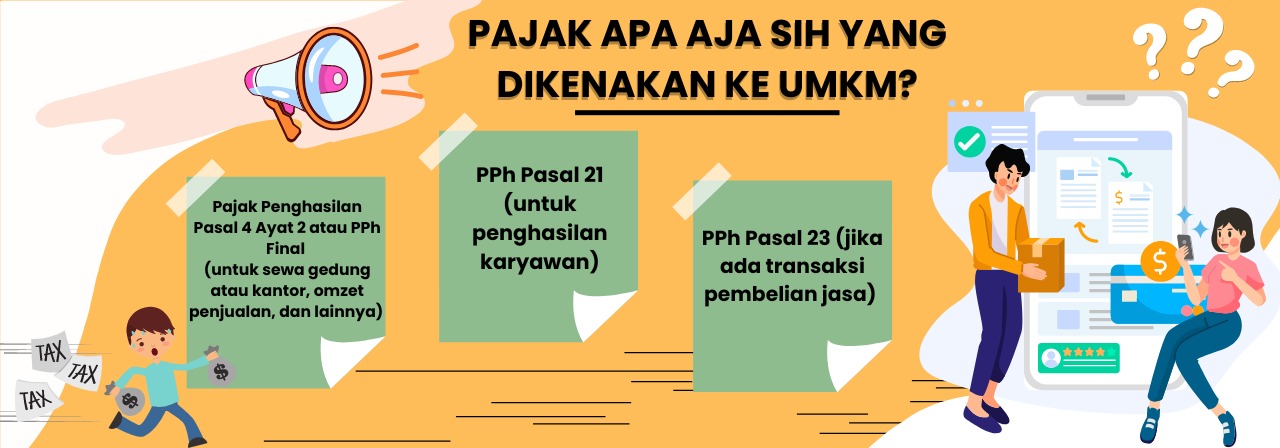 PAJAK APA AJA SIH YANG
DIKENAKAN KE UMKM?
Pajak Penghasilan
Pasal 4 Ayat 2 atau PPh
Final
(untuk sewa gedung
atau kantor, omzet
penjualan, dan lainnya)
PPh Pasal 21
(untuk
penghasilan
karyawan)
PPh Pasal 23 (jika
ada transaksi
pembelian jasa)
TAX
TAX
TAX